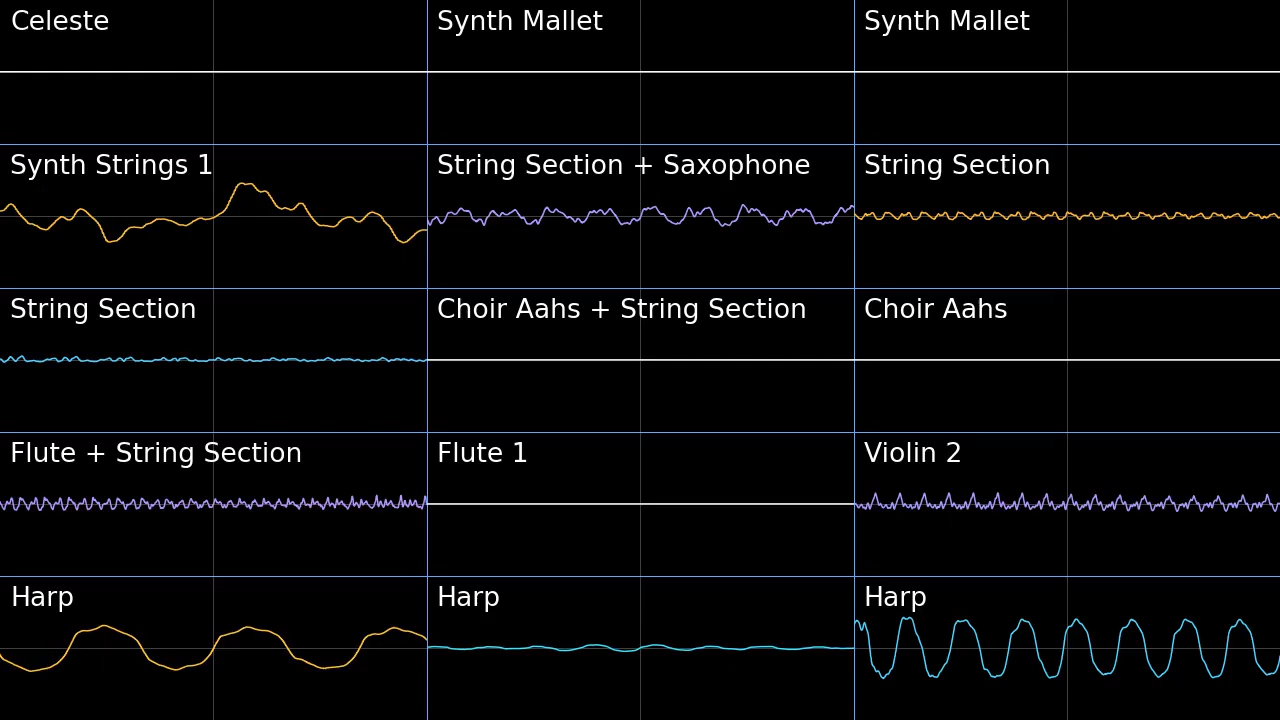 Celeste
Synth Mallet
Synth Mallet
Synth Strings 1
String Section + Saxophone
String Section
String Section
Choir Aahs + String Section
Choir Aahs
Flute + String Section
Flute 1
Violin 2
Harp
Harp
Harp